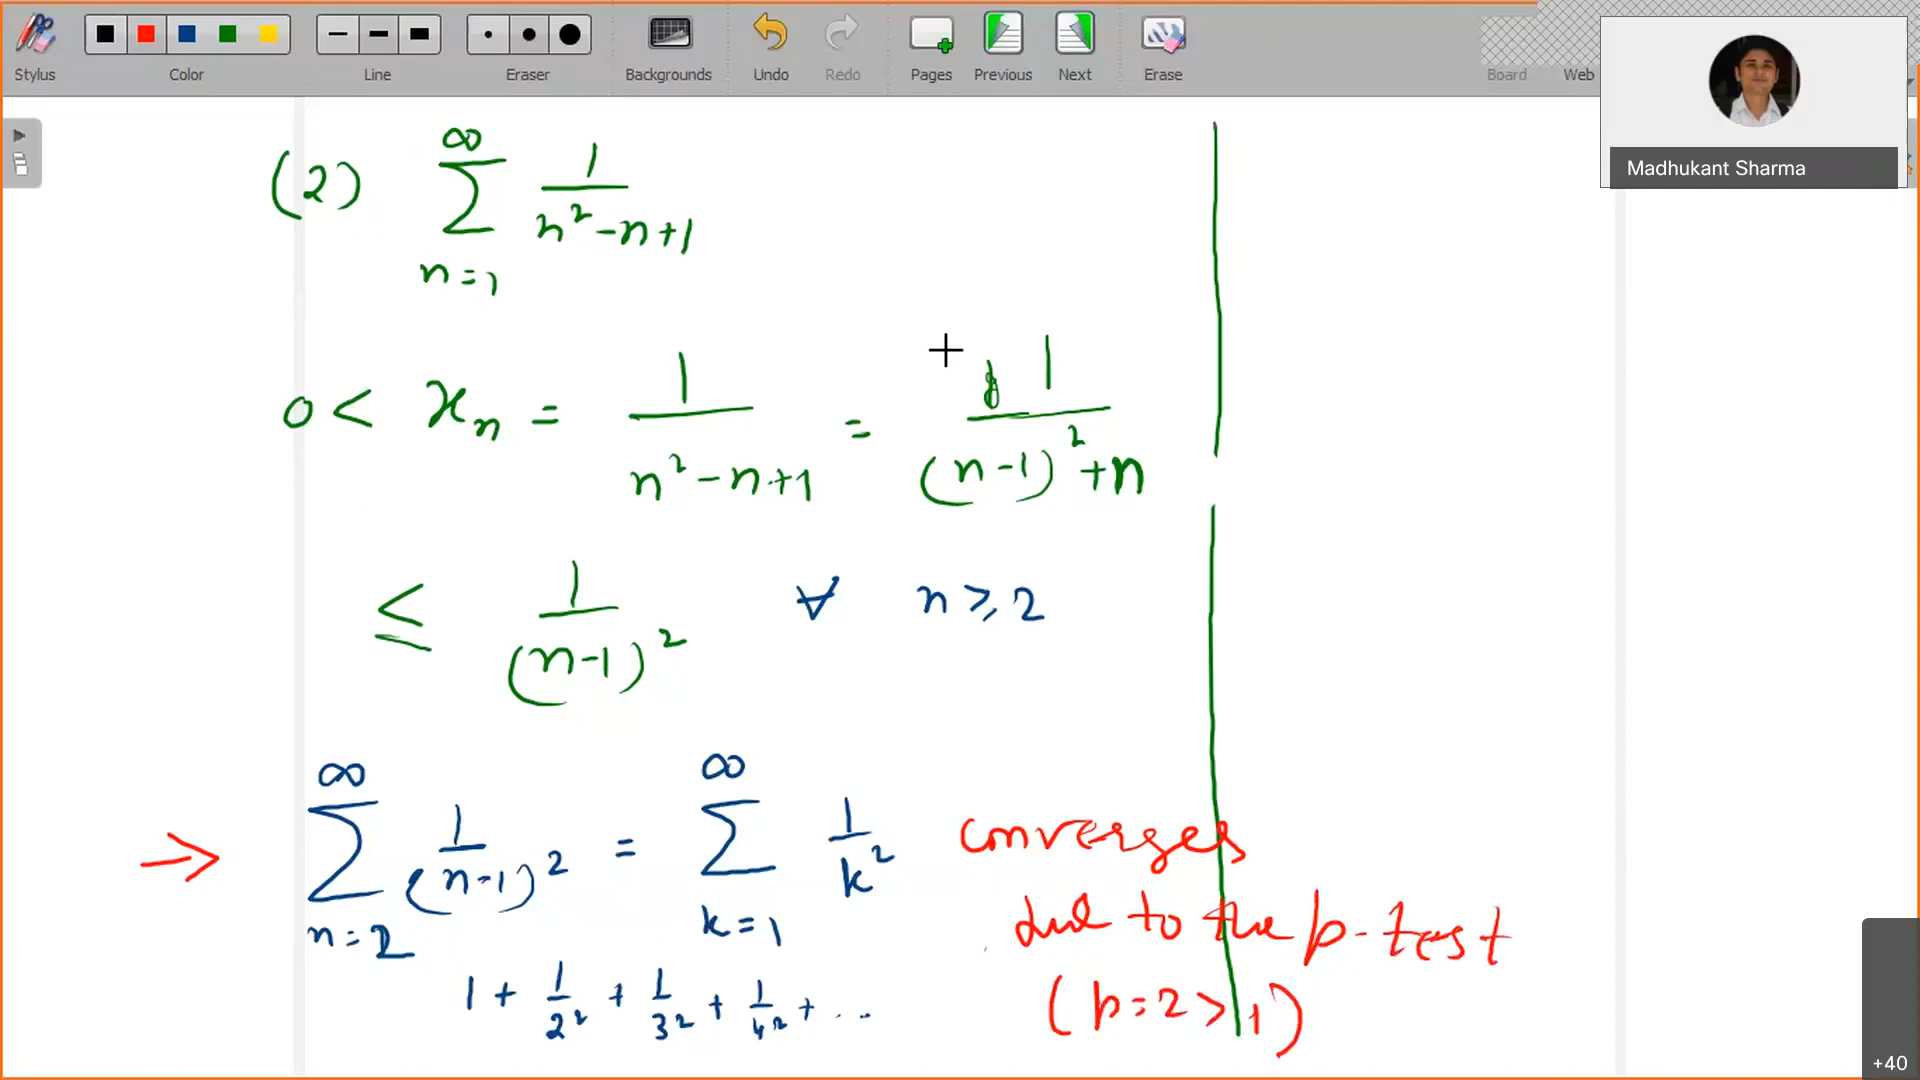 Stylus Color Line Eraser Backgrounds Undo Redo Pages Previous Next Erase Board Web
Madhukant Sharma
(2) ∑_{n=1}^{∞} 1/(n²-n+1)
0 < x_n = 1/(n²-n+1) = 1/((n-1)²+n)
≤ 1/(n-1)² ∀ n ≥ 2
⇒ ∑_{n=2}^{∞} 1/(n-1)² = ∑_{k=1}^{∞} 1/k² converges
due to the p-test
1 + 1/2² + 1/3² + 1/4² + ...
(p=2>1)
+40